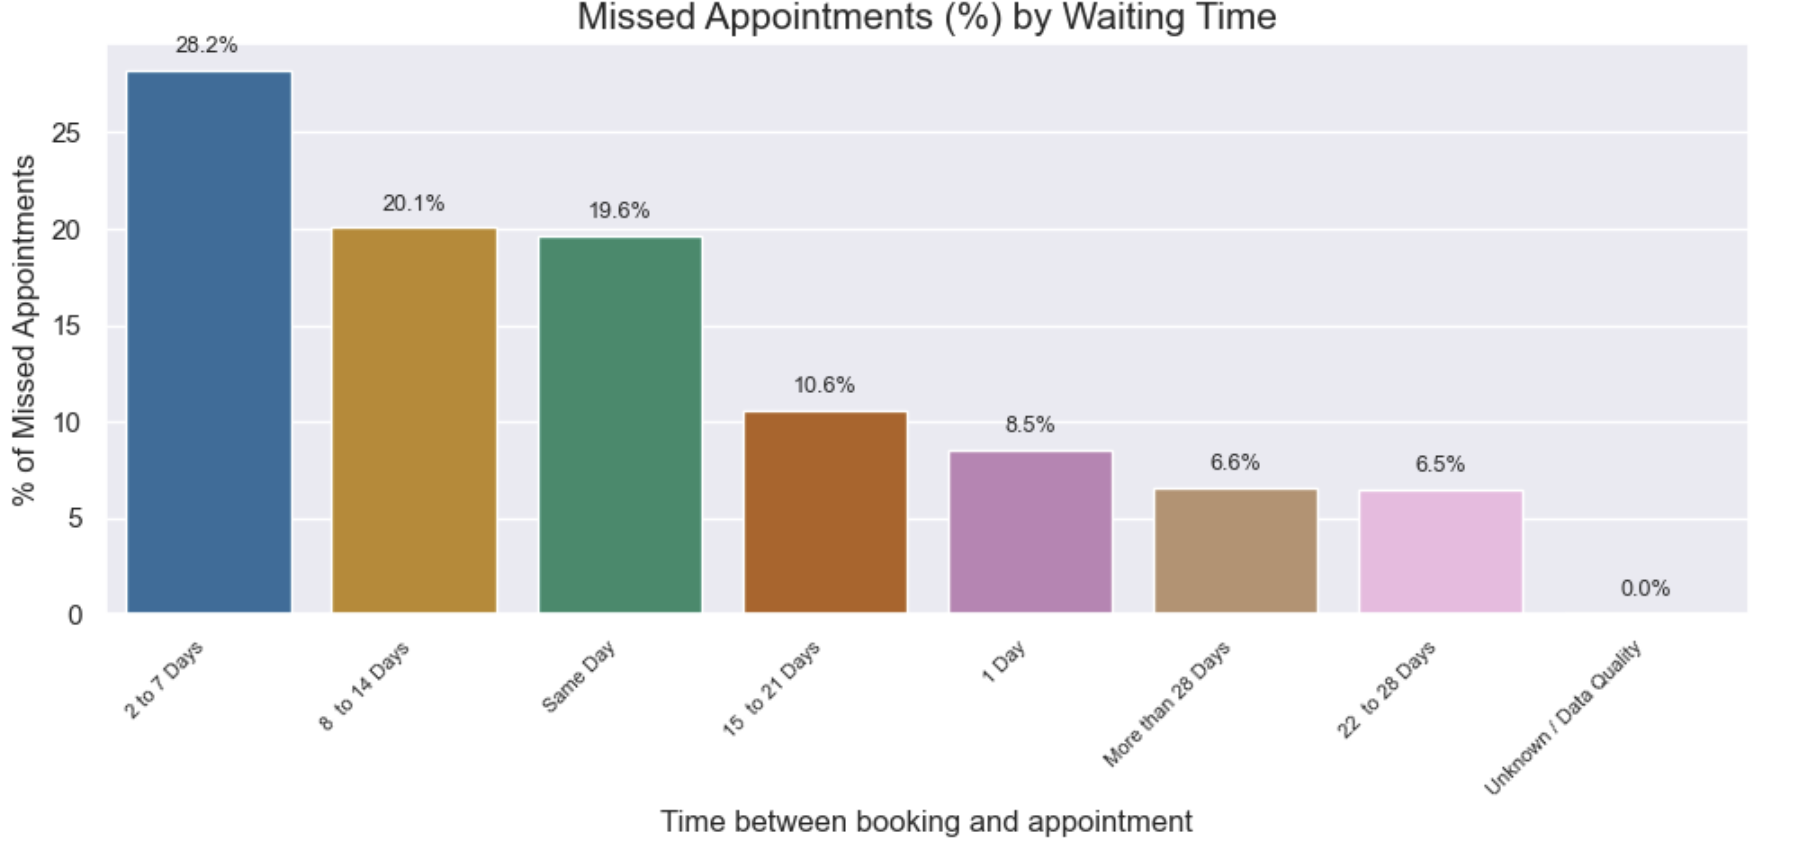 Missed Appointments (%) by Waiting Time
28.2%
20.1%
19.6%
10.6%
8.5%
6.6%
6.5%
0.0%
% of Missed Appointments
25
20
15
10
5
0
2 to 7 Days
8 to 14 Days
Same Day
15 to 21 Days
1 Day
More than 28 Days
22 to 28 Days
Unknown / Data Quality
Time between booking and appointment